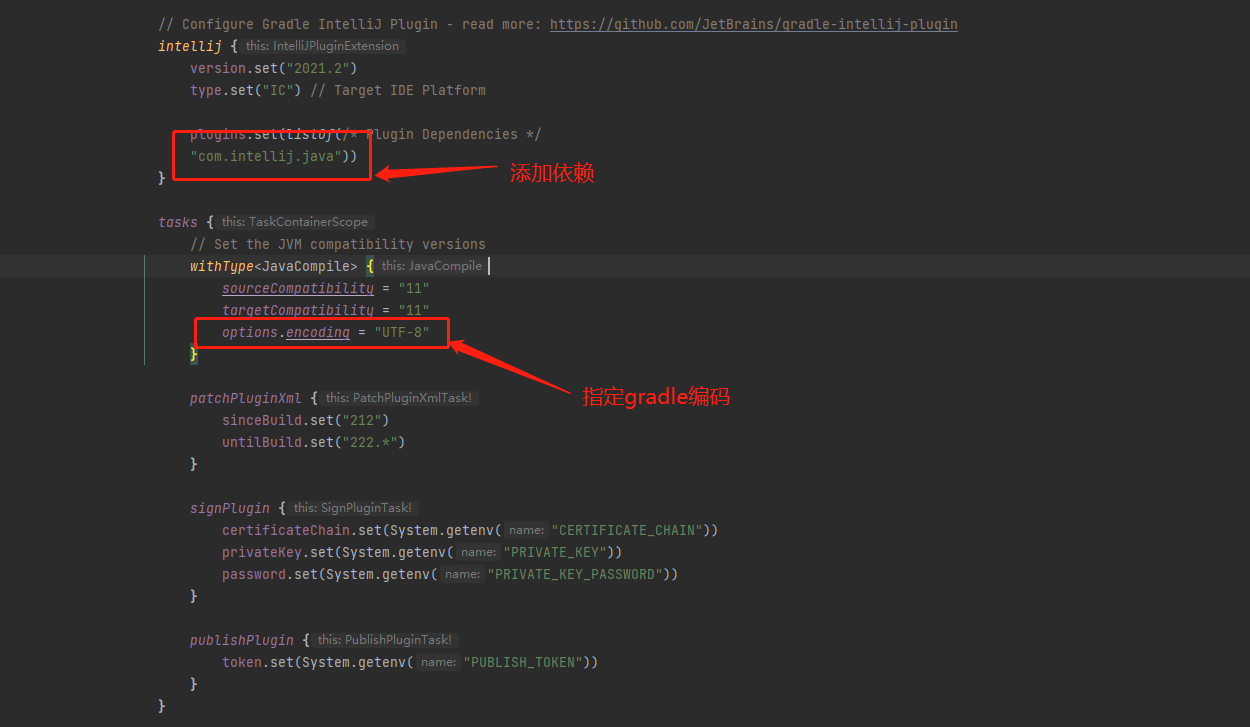 // Configure Gradle IntelliJ Plugin - read more: https://github.com/JetBrains/gradle-intellij-plugin
intellij { this: IntelliJPluginExtension
version.set("2021.2")
type.set("IC") // Target IDE Platform
plugins.set(listOf(/* Plugin Dependencies */
"com.intellij.java"))
添加依赖
}
tasks { this: TaskContainerScope
// Set the JVM compatibility versions
withType<JavaCompile> { this: JavaCompile
sourceCompatibility = "11"
targetCompatibility = "11"
options.encoding = "UTF-8"
}
指定gradle编码
patchPluginXml { this: PatchPluginXmlTask!
sinceBuild.set("212")
untilBuild.set("222.*")
}
signPlugin { this: SignPluginTask!
certificateChain.set(System.getenv( name: "CERTIFICATE_CHAIN"))
privateKey.set(System.getenv( name: "PRIVATE_KEY"))
password.set(System.getenv( name: "PRIVATE_KEY_PASSWORD"))
}
publishPlugin { this: PublishPluginTask!
token.set(System.getenv( name: "PUBLISH_TOKEN"))
}
}